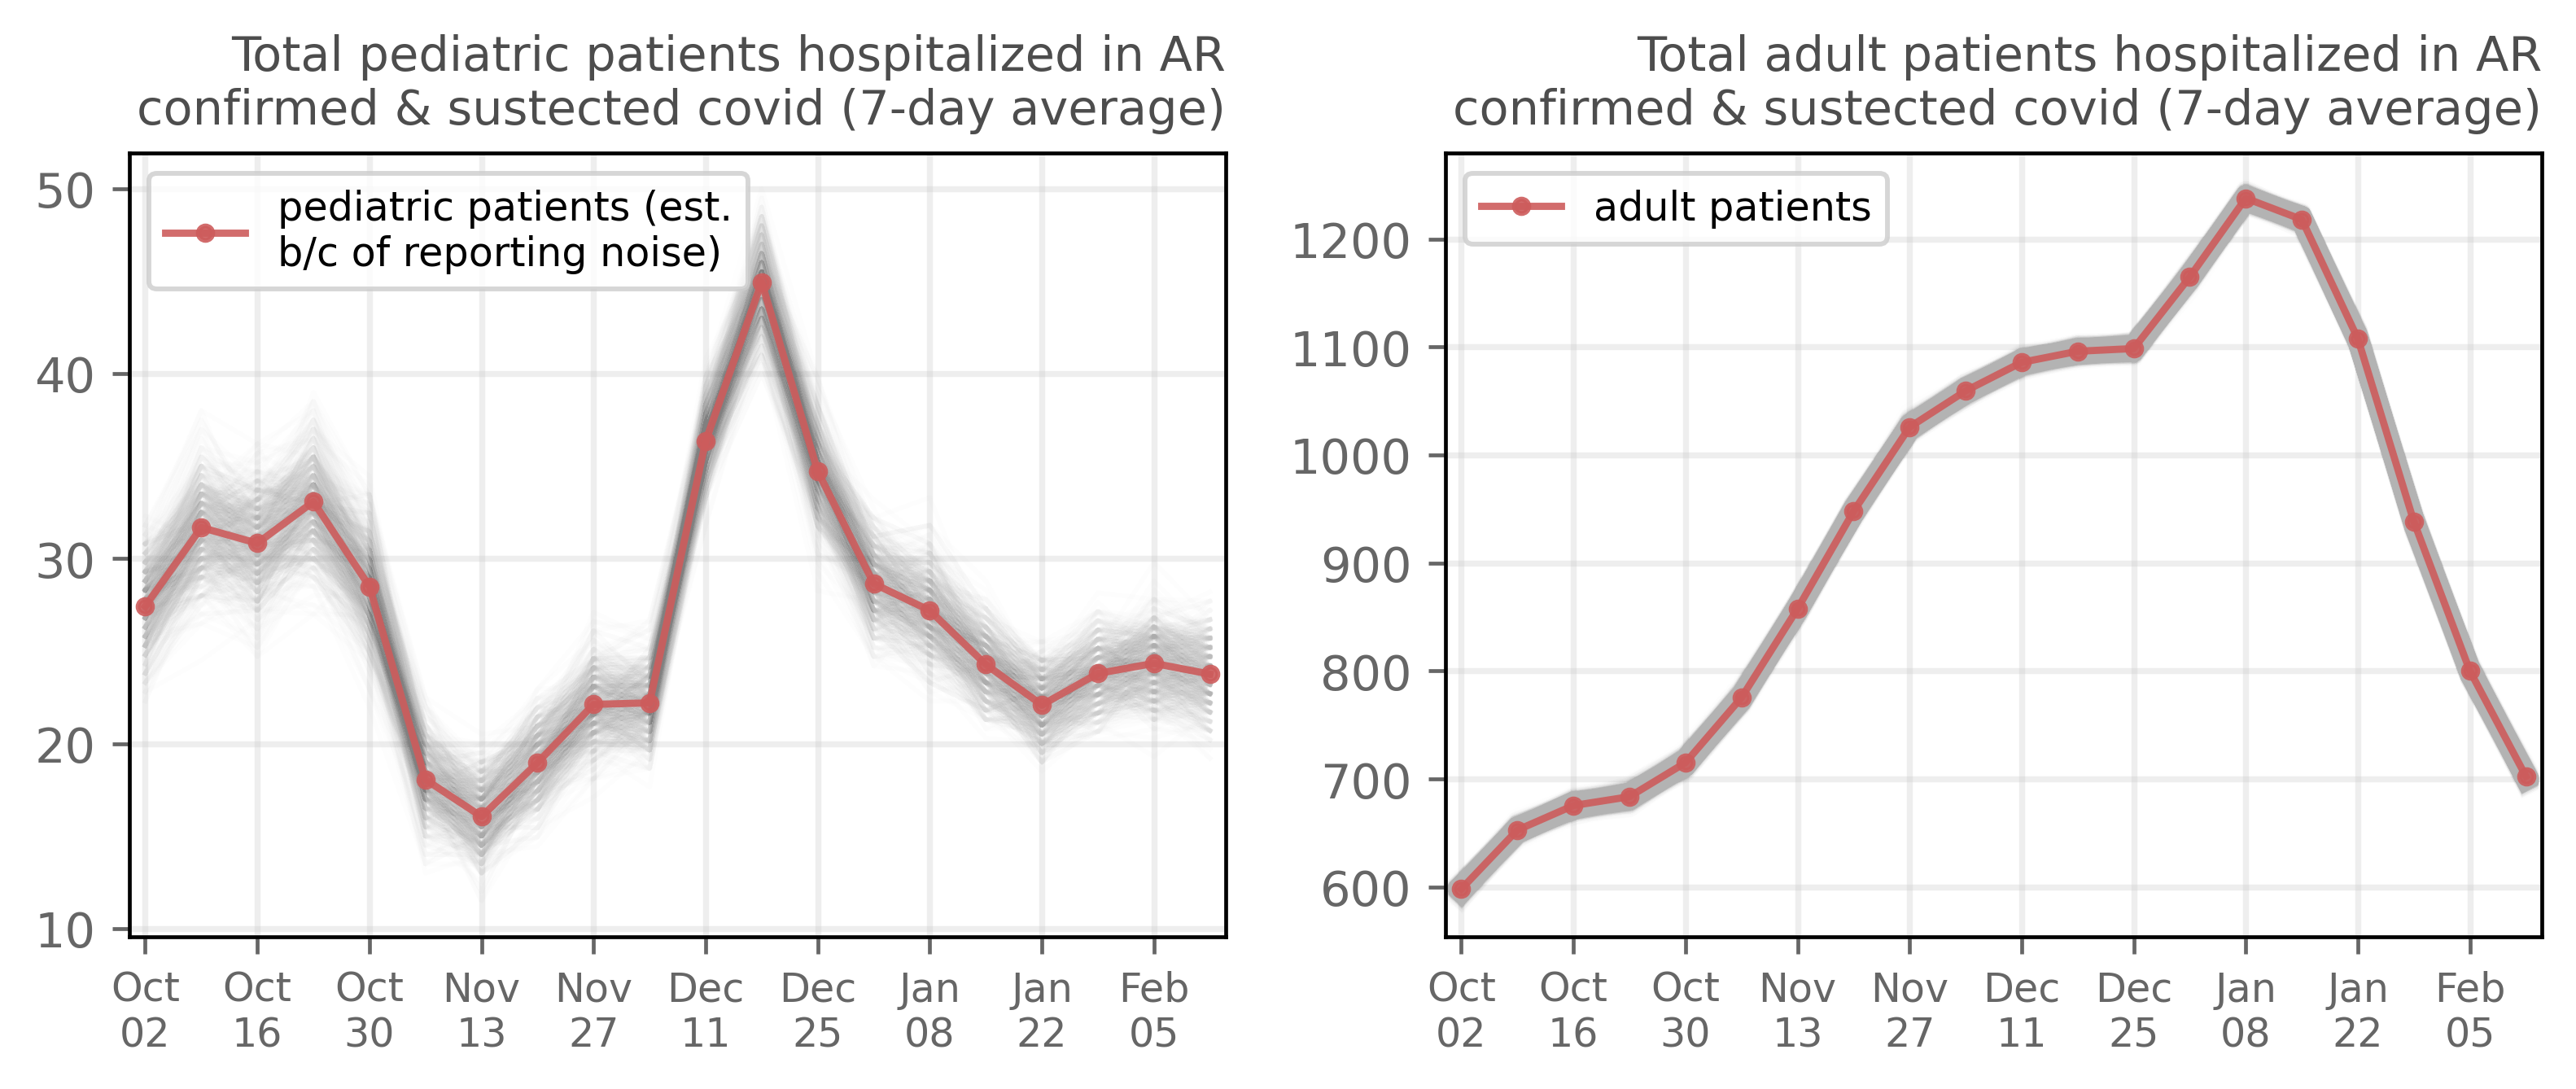 Total pediatric patients hospitalized in AR
confirmed & sustected covid (7-day average)
pediatric patients (est.
b/c of reporting noise)
50
40
30
20
10
Oct 02
Oct 16
Oct 30
Nov 13
Nov 27
Dec 11
Dec 25
Jan 08
Jan 22
Feb 05
Total adult patients hospitalized in AR
confirmed & sustected covid (7-day average)
adult patients
1200
1100
1000
900
800
700
600
Oct 02
Oct 16
Oct 30
Nov 13
Nov 27
Dec 11
Dec 25
Jan 08
Jan 22
Feb 05